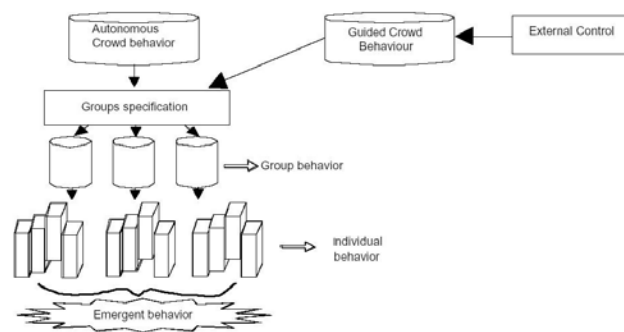 Autonomous
Crowd behavior
Guided Crowd
Behaviour
External Control
Groups specification
Group behavior
Individual
behavior
Emergent behavior